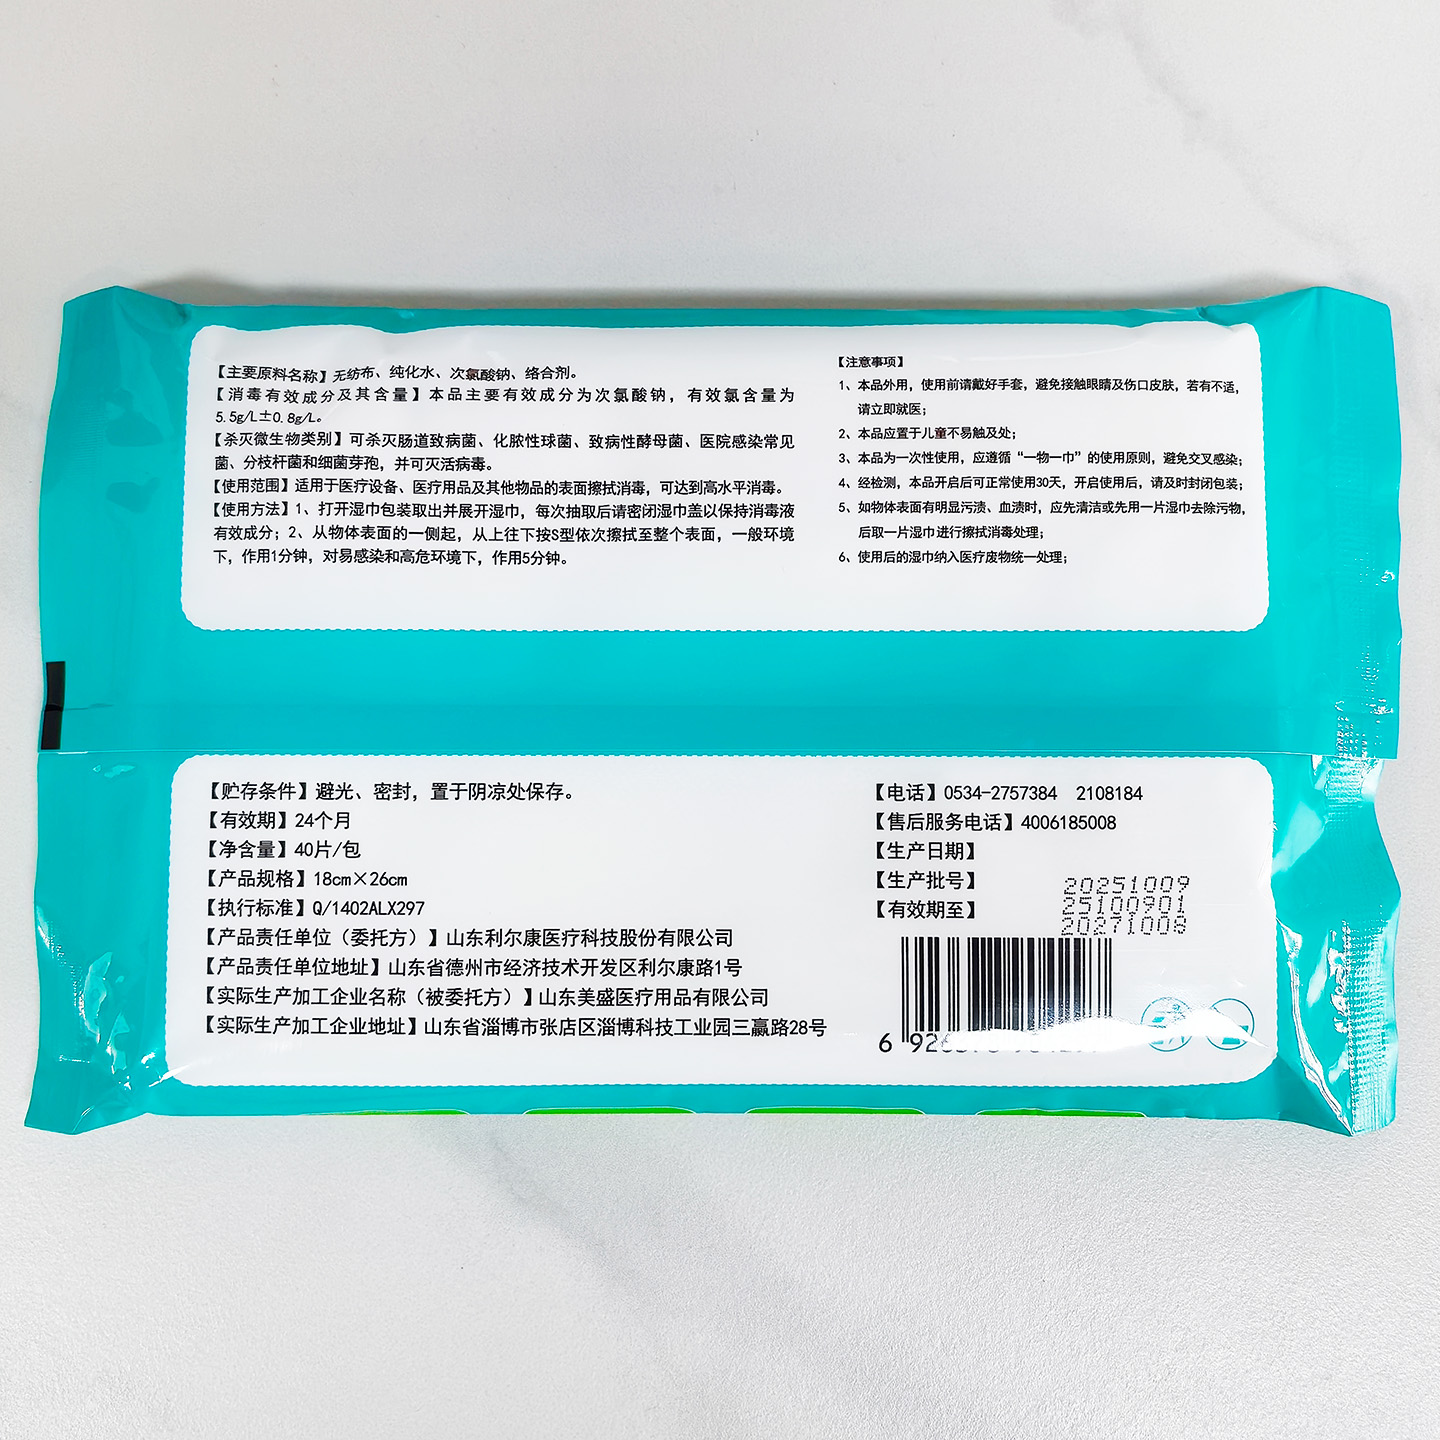 【主要原料名称】无纺布、纯化水、次氯酸钠、络合剂。
【消毒有效成分及其含量】本品主要有效成分为次氯酸钠，有效氯含量为
5.5g/L±0.8g/L。
【杀灭微生物类别】可杀灭肠道致病菌、化脓性球菌、致病性酵母菌、医院感染常见
菌、分枝杆菌和细菌芽孢，并可灭活病毒。
【使用范围】适用于医疗设备、医疗用品及其他物品的表面擦拭消毒，可达到高水平消毒。
【使用方法】1、打开湿巾包装取出并展开湿巾，每次抽取后请密闭湿巾盖以保持消毒液
有效成分；2、从物体表面的一侧起，从上往下按S型依次擦拭至整个表面，一般环境
下，作用1分钟，对易感染和高危环境下，作用5分钟。
【注意事项】
1、本品外用，使用前请戴好手套，避免接触眼睛及伤口皮肤，若有不适，
请立即就医；
2、本品应置于儿童不易触及处；
3、本品为一次性使用，应遵循“一物一巾”的使用原则，避免交叉感染；
4、经检测，本品开启后可正常使用30天，开启使用后，请及时封闭包装；
5、如物体表面有明显污渍、血渍时，应先清洁或先用一片湿巾去除污物，
后取一片湿巾进行擦拭消毒处理；
6、使用后的湿巾纳入医疗废物统一处理；
【贮存条件】避光、密封，置于阴凉处保存。
【有效期】24个月
【净含量】40片/包
【产品规格】18cm×26cm
【执行标准】Q/1402ALX297
【产品责任单位（委托方）】山东利尔康医疗科技股份有限公司
【产品责任单位地址】山东省德州市经济技术开发区利尔康路1号
【实际生产加工企业名称（被委托方）】山东美盛医疗用品有限公司
【实际生产加工企业地址】山东省淄博市张店区淄博科技工业园三赢路28号
【电话】0534-2757384 2108184
【售后服务电话】4006185008
【生产日期】
【生产批号】
【有效期至】
20251009
25100901
20271008